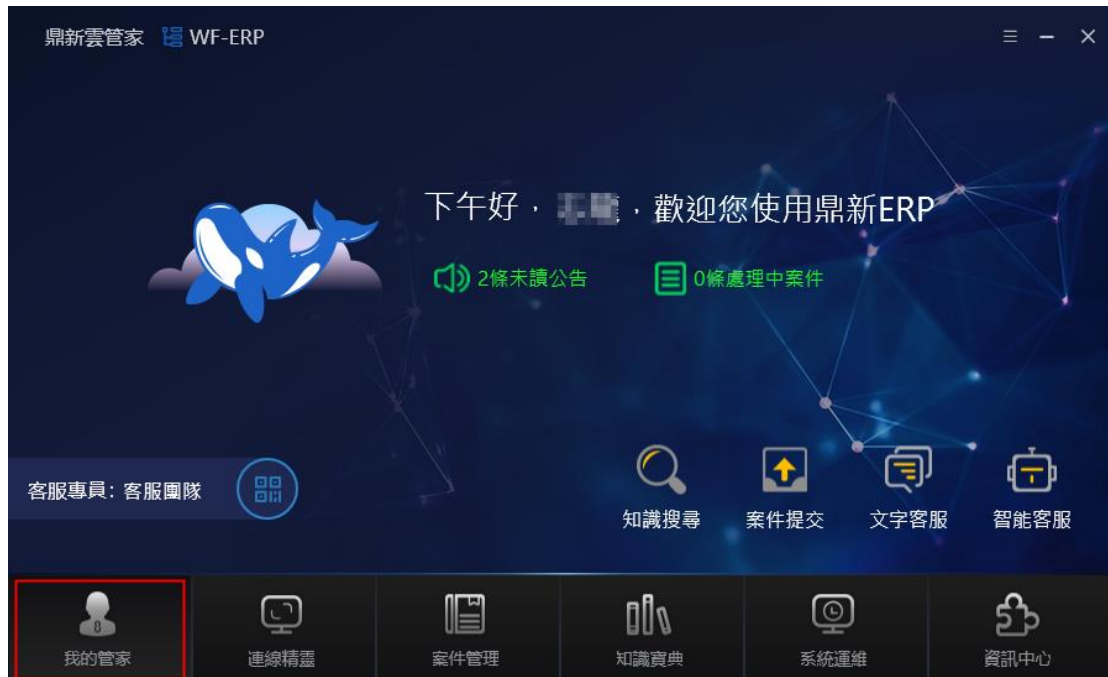 鼎新雲管家 WF-ERP
下午好，，歡迎您使用鼎新ERP
2條未讀公告 0條處理中案件
客服專員：客服團隊
知識搜尋 案件提交 文字客服 智能客服
我的管家 連線精靈 案件管理 知識寶典 系統運維 資訊中心